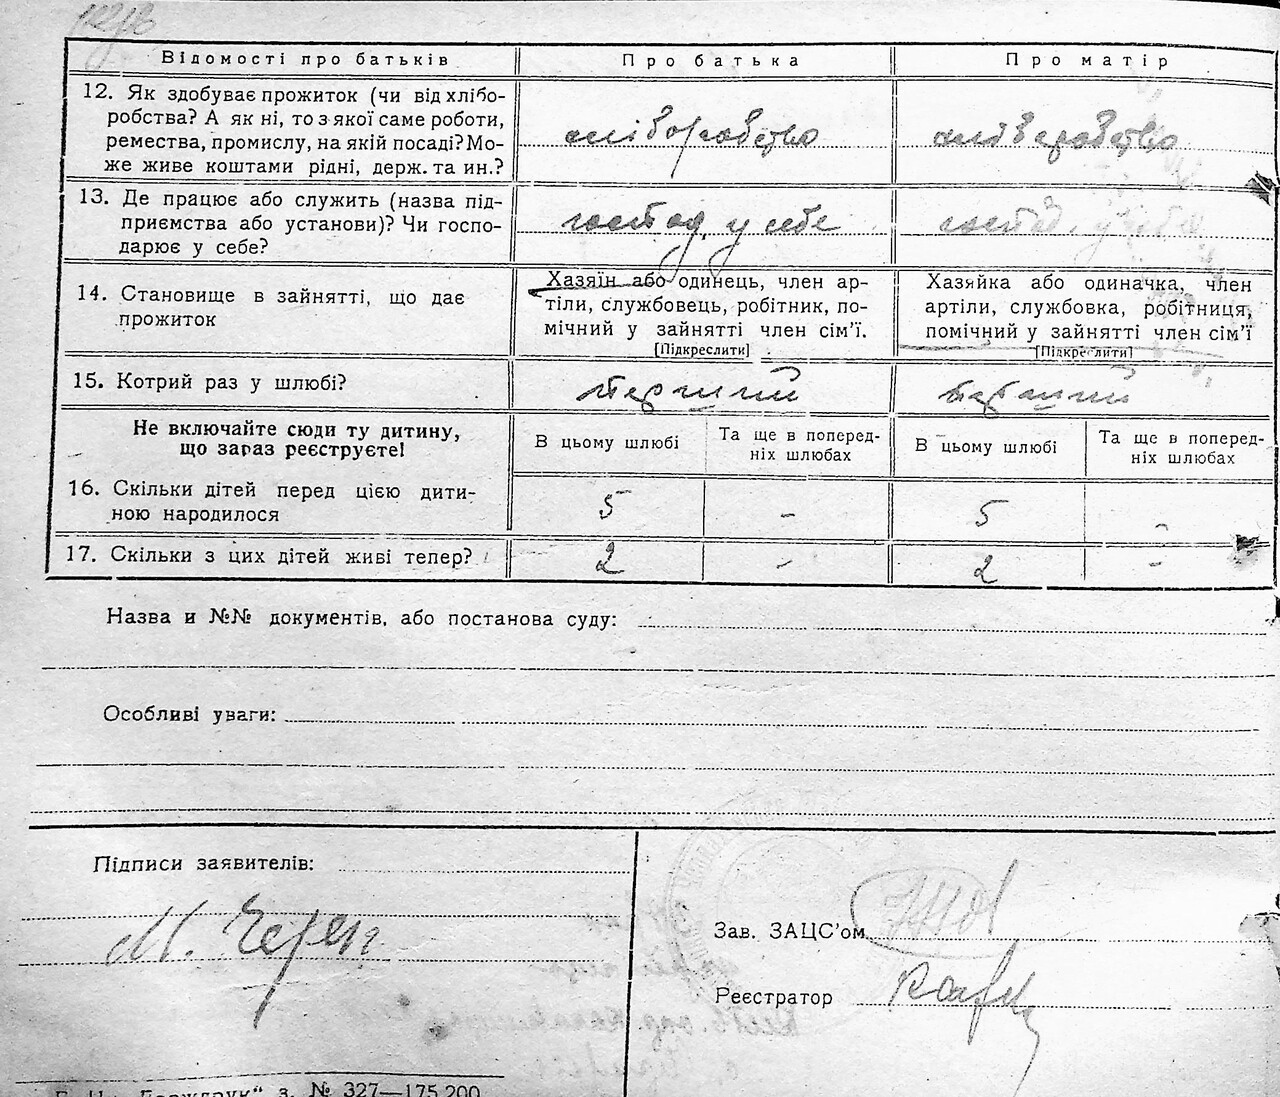 Відомості про батьків
Про батька
Про матір
12. Як здобуває прожиток (чи від хлібо-
робства? А як ні, то з якої саме роботи,
ремества, промислу, на якій посаді? Мо-
же живе коштами рідні, держ. та ин.?
хліборобство
хліборобство
13. Де працює або служить (назва під-
приємства або установи)? Чи госпо-
дарює у себе?
господ. у себе
господ. у себе
14. Становище в зайнятті, що дає
прожиток
Хазяїн або одинець, член ар-
тіли, службовець, робітник, по-
мічний у зайнятті член сім’ї.
[Підкреслити]
Хазяйка або одиначка, член
артіли, службовка, робітниця,
помічний у зайнятті член сім’ї
[Підкреслити]
15. Котрий раз у шлюбі?
перший
перший
Не включайте сюди ту дитину,
що зараз реєструєте!
В цьому шлюбі
Та ще в поперед-
ніх шлюбах
В цьому шлюбі
Та ще в поперед-
ніх шлюбах
16. Скільки дітей перед цією дити-
ною народилося
5
-
5
-
17. Скільки з цих дітей живі тепер?
2
-
2
-
Назва и №№ документів, або постанова суду:
Особливі уваги:
Підписи заявителів:
М. Череп
Зав. ЗАЦС’ом
Реєстратор
з. № 327—175.200